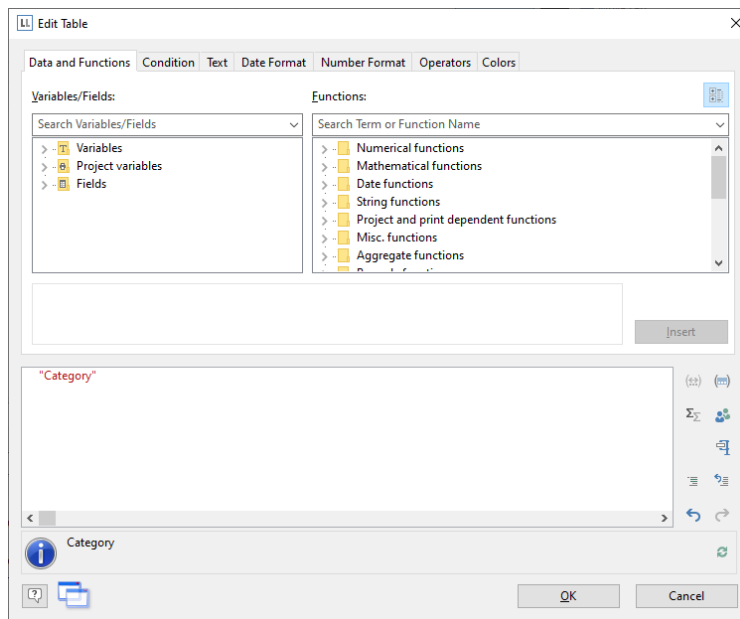 LL Edit Table
Data and Functions Condition Text Date Format Number Format Operators Colors
Variables/Fields: Functions:
Search Variables/Fields Search Term or Function Name
Variables
Project variables
Fields
Numerical functions
Mathematical functions
Date functions
String functions
Project and print dependent functions
Misc. functions
Aggregate functions
Insert
"Category"
Category
OK Cancel